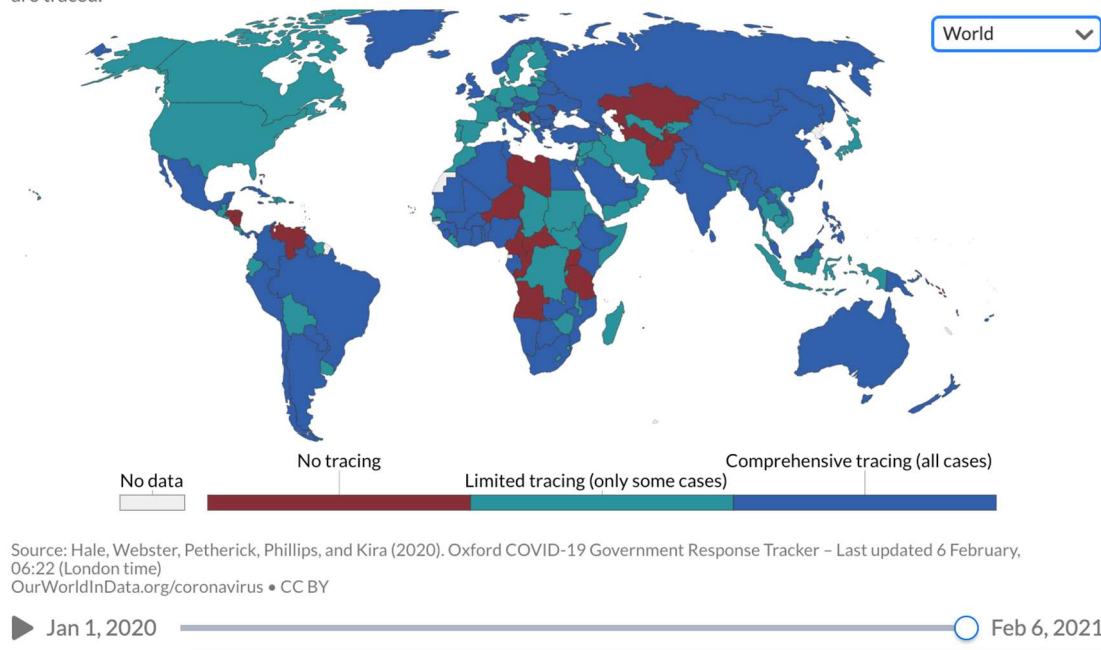 are traced.
World
No tracing
Comprehensive tracing (all cases)
No data
Limited tracing (only some cases)
Source: Hale, Webster, Petherick, Phillips, and Kira (2020). Oxford COVID-19 Government Response Tracker – Last updated 6 February,
06:22 (London time)
OurWorldInData.org/coronavirus • CC BY
Jan 1, 2020
Feb 6, 2021